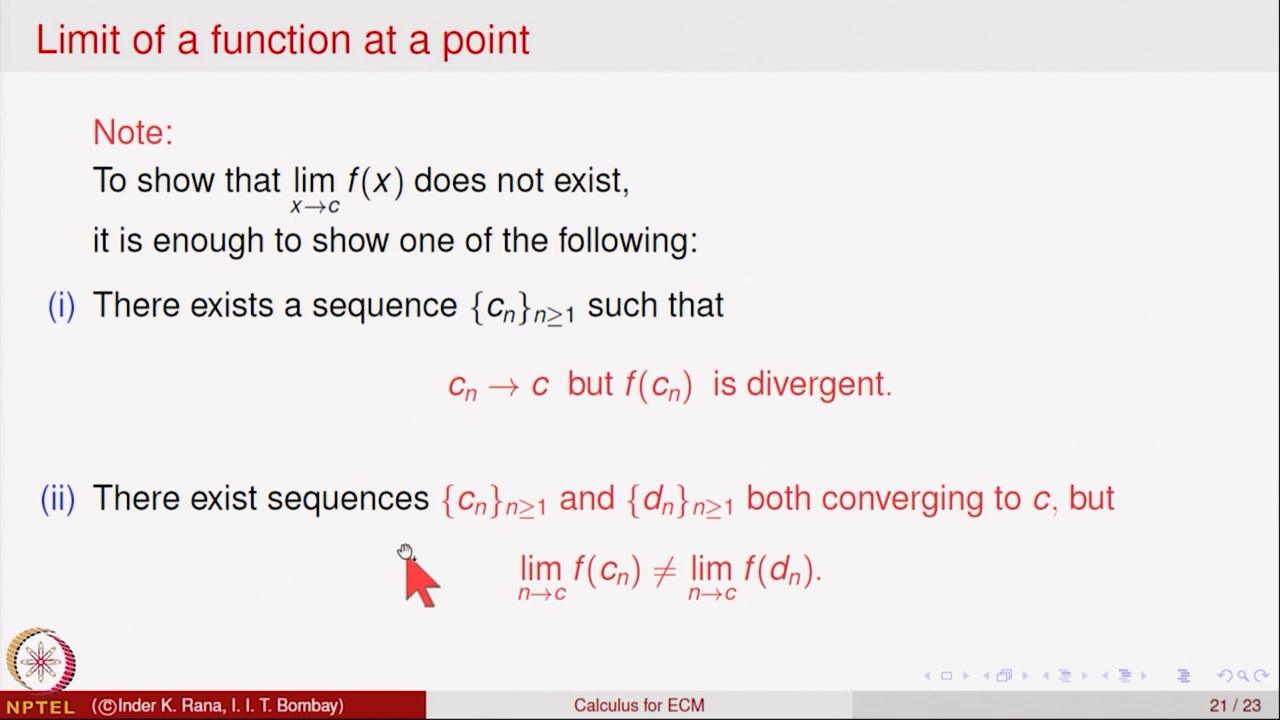 Limit of a function at a point
Note:
To show that lim f(x) does not exist,
x→c
it is enough to show one of the following:
(i) There exists a sequence {cₙ}ₙ≥₁ such that
cₙ → c but f(cₙ) is divergent.
(ii) There exist sequences {cₙ}ₙ≥₁ and {dₙ}ₙ≥₁ both converging to c, but
lim f(cₙ) ≠ lim f(dₙ).
n→c n→c
NPTEL
(©Inder K. Rana, I. I. T. Bombay) Calculus for ECM 21 / 23